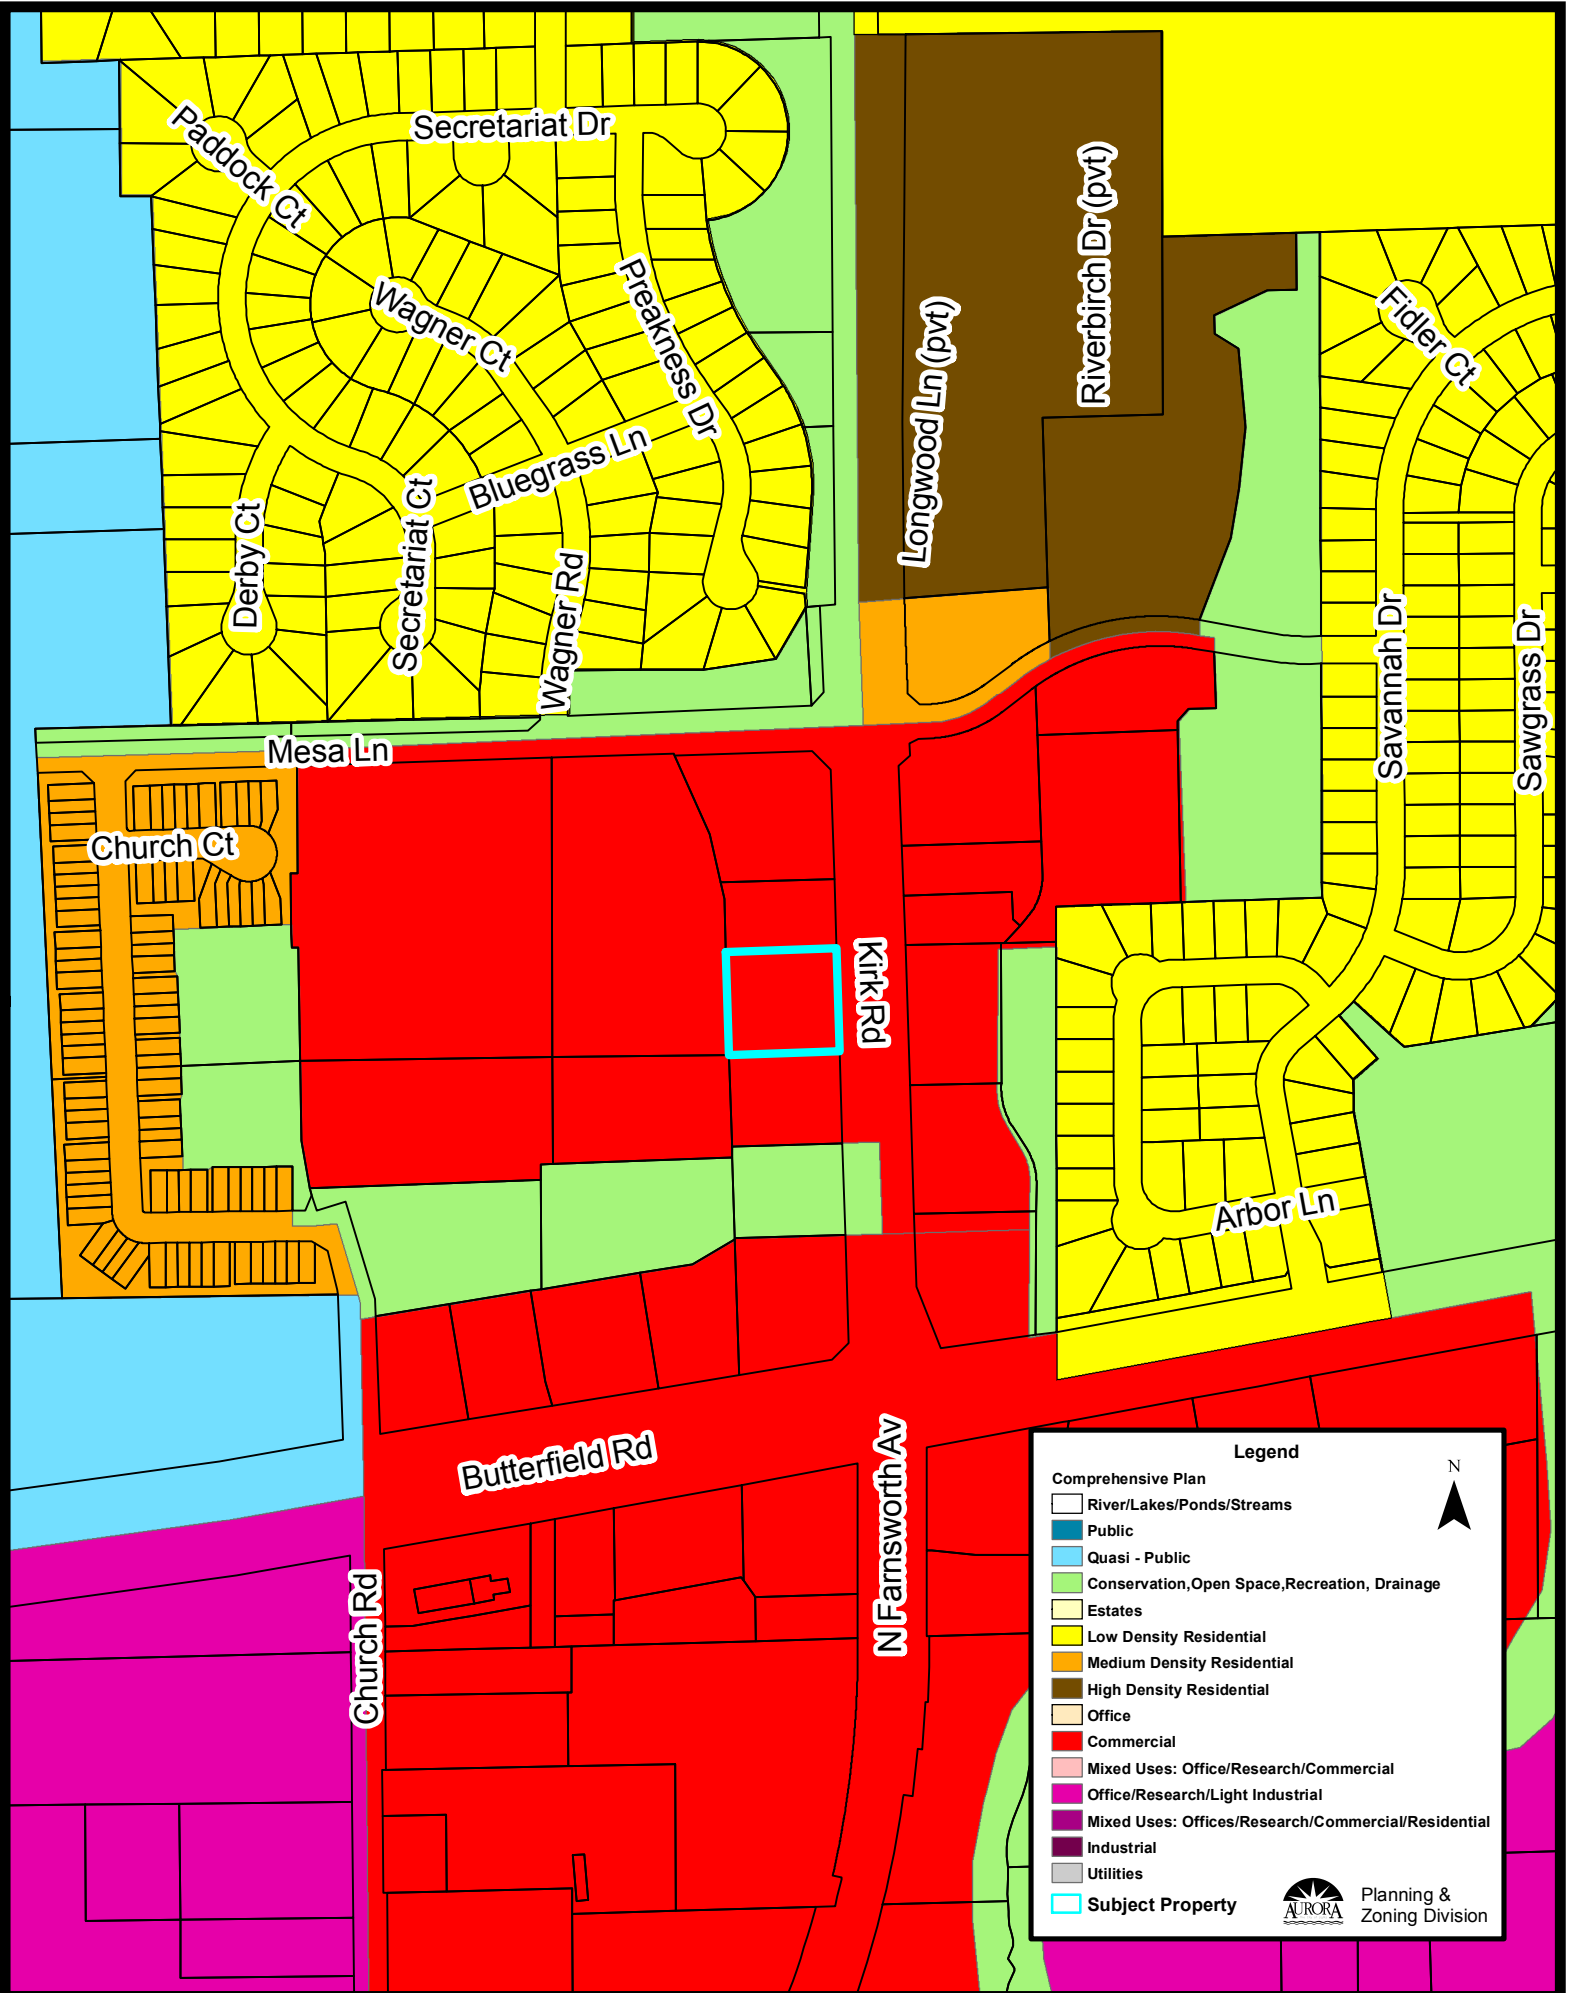 Secretariat Dr
Paddock Ct
Riverbirch Dr (pvt)
Wagner Ct
Preakness Dr
Longwood Ln (pvt)
Fidler Ct
Bluegrass Ln
Derby Ct
Secretariat Ct
Wagner Rd
Savannah Dr
Sawgrass Dr
Mesa Ln
Church Ct
Kirk Rd
Arbor Ln
Butterfield Rd
N Farnsworth Av
Church Rd
Legend
N
Comprehensive Plan
River/Lakes/Ponds/Streams
Public
Quasi - Public
Conservation,Open Space,Recreation, Drainage
Estates
Low Density Residential
Medium Density Residential
High Density Residential
Office
Commercial
Mixed Uses: Office/Research/Commercial
Office/Research/Light Industrial
Mixed Uses: Offices/Research/Commercial/Residential
Industrial
Utilities
Subject Property
AURORA
Planning &
Zoning Division